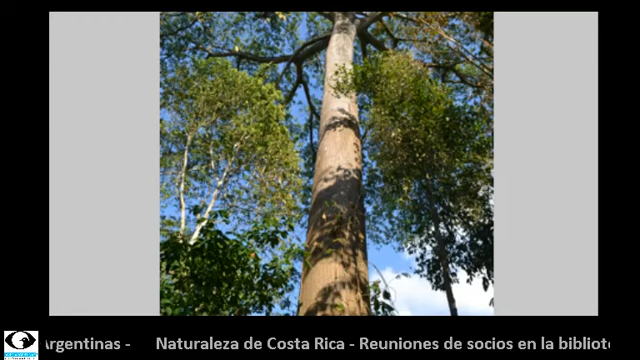 Argentinas - Naturaleza de Costa Rica - Reuniones de socios en la bibliot